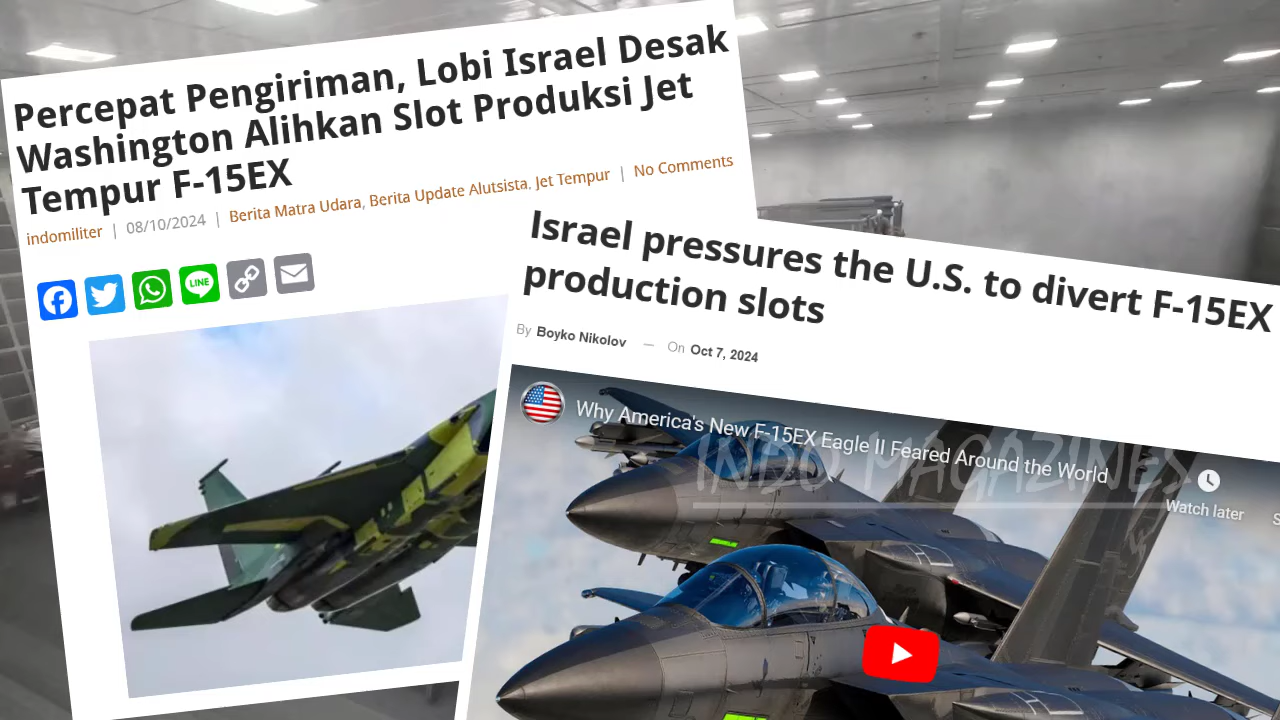 Percepat Pengiriman, Lobi Israel Desak
Washington Alihkan Slot Produksi Jet
Tempur F-15EX
indomiliter | 08/10/2024 | Berita Matra Udara, Berita Update Alutsista. Jet Tempur | No Comments
LINE
Israel pressures the U.S. to divert F-15EX
production slots
By Boyko Nikolov — On Oct 7, 2024
Why America's New F-15EX Eagle II Feared Around the World
INDO MAGAZINES
Watch later
S